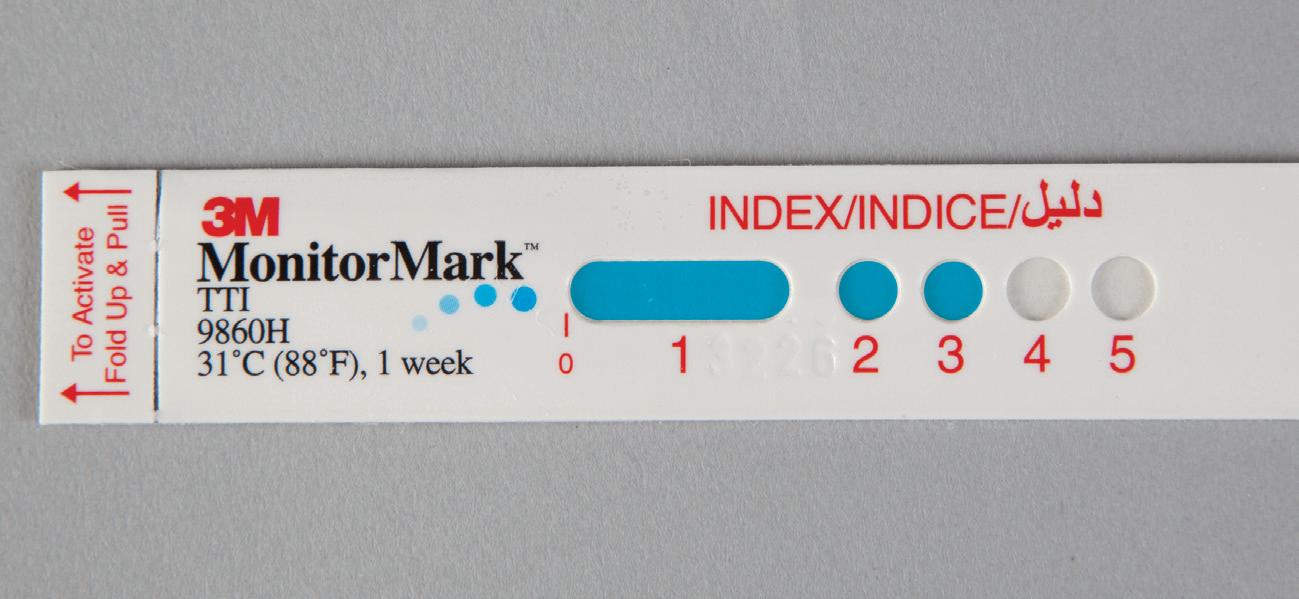 To Activate
Fold Up & Pull
3M
MonitorMark™
TTI
9860H
31°C (88°F), 1 week
INDEX/INDICE/دليل
0 1 2 3 4 5